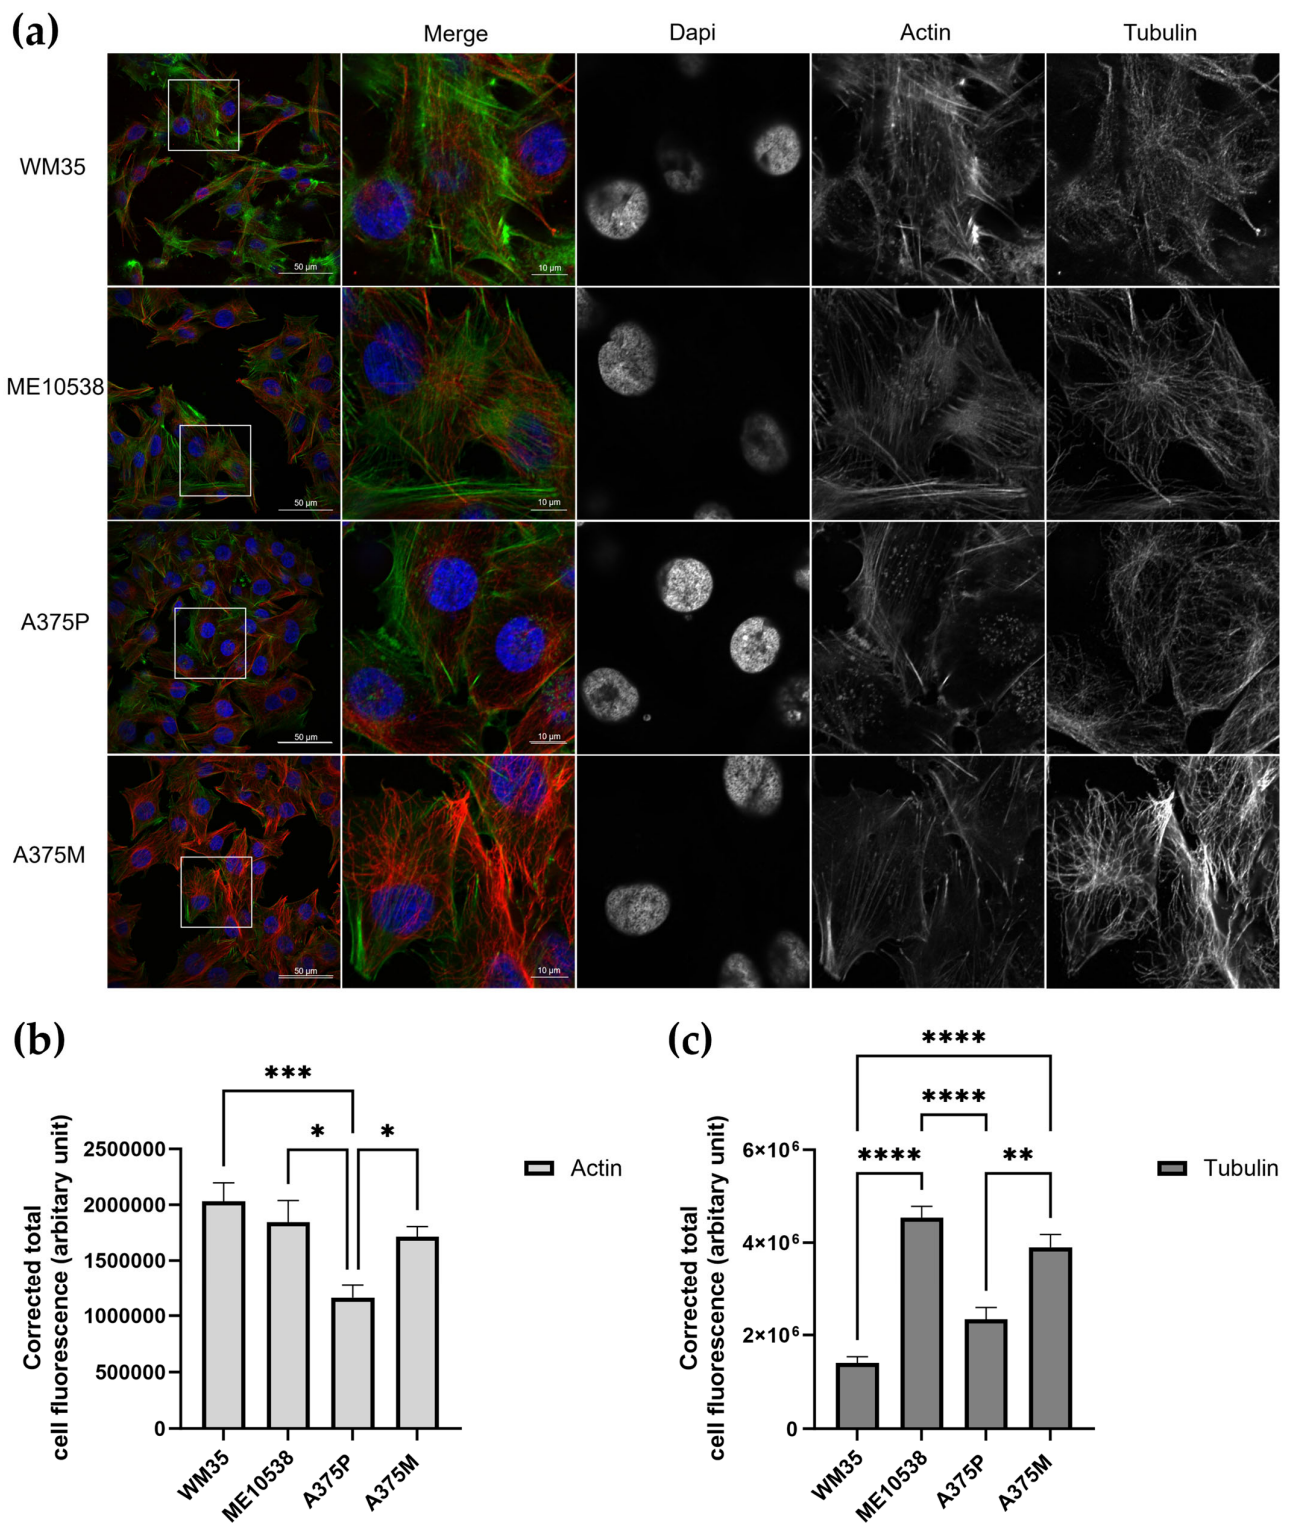 (a)
Merge Dapi Actin Tubulin
WM35
50 µm 10 µm
ME10538
50 µm 10 µm
A375P
50 µm 10 µm
A375M
50 µm 10 µm
(b)
Corrected total
cell fluorescence (arbitary unit)
***
* *
2500000
2000000
1500000
1000000
500000
0
WM35 ME10538 A375P A375M
Actin
(c)
Corrected total
cell fluorescence (arbitary unit)
****
****
**** **
6×10⁶
4×10⁶
2×10⁶
0
WM35 ME10538 A375P A375M
Tubulin